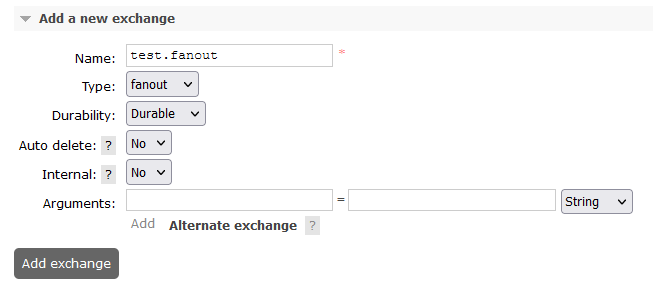 Add a new exchange
Name: test.fanout *
Type: fanout
Durability: Durable
Auto delete: ? No
Internal: ? No
Arguments: = String
Add Alternate exchange ?
Add exchange